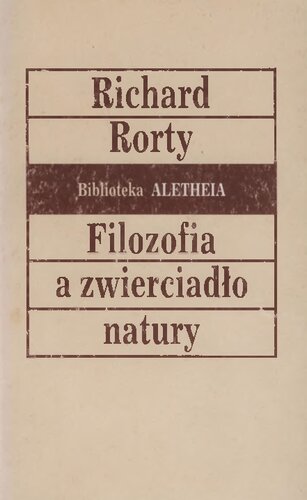 Richard
Rorty
Biblioteka ALETHEIA
Filozofia
a zwierciadło
natury